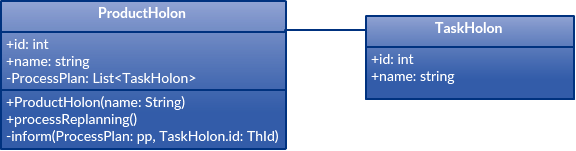 ProductHolon
+id: int
+name: string
-ProcessPlan: List<TaskHolon>
+ProductHolon(name: String)
+processReplanning()
-inform(ProcessPlan: pp, TaskHolon.id: ThId)
TaskHolon
+id: int
+name: string